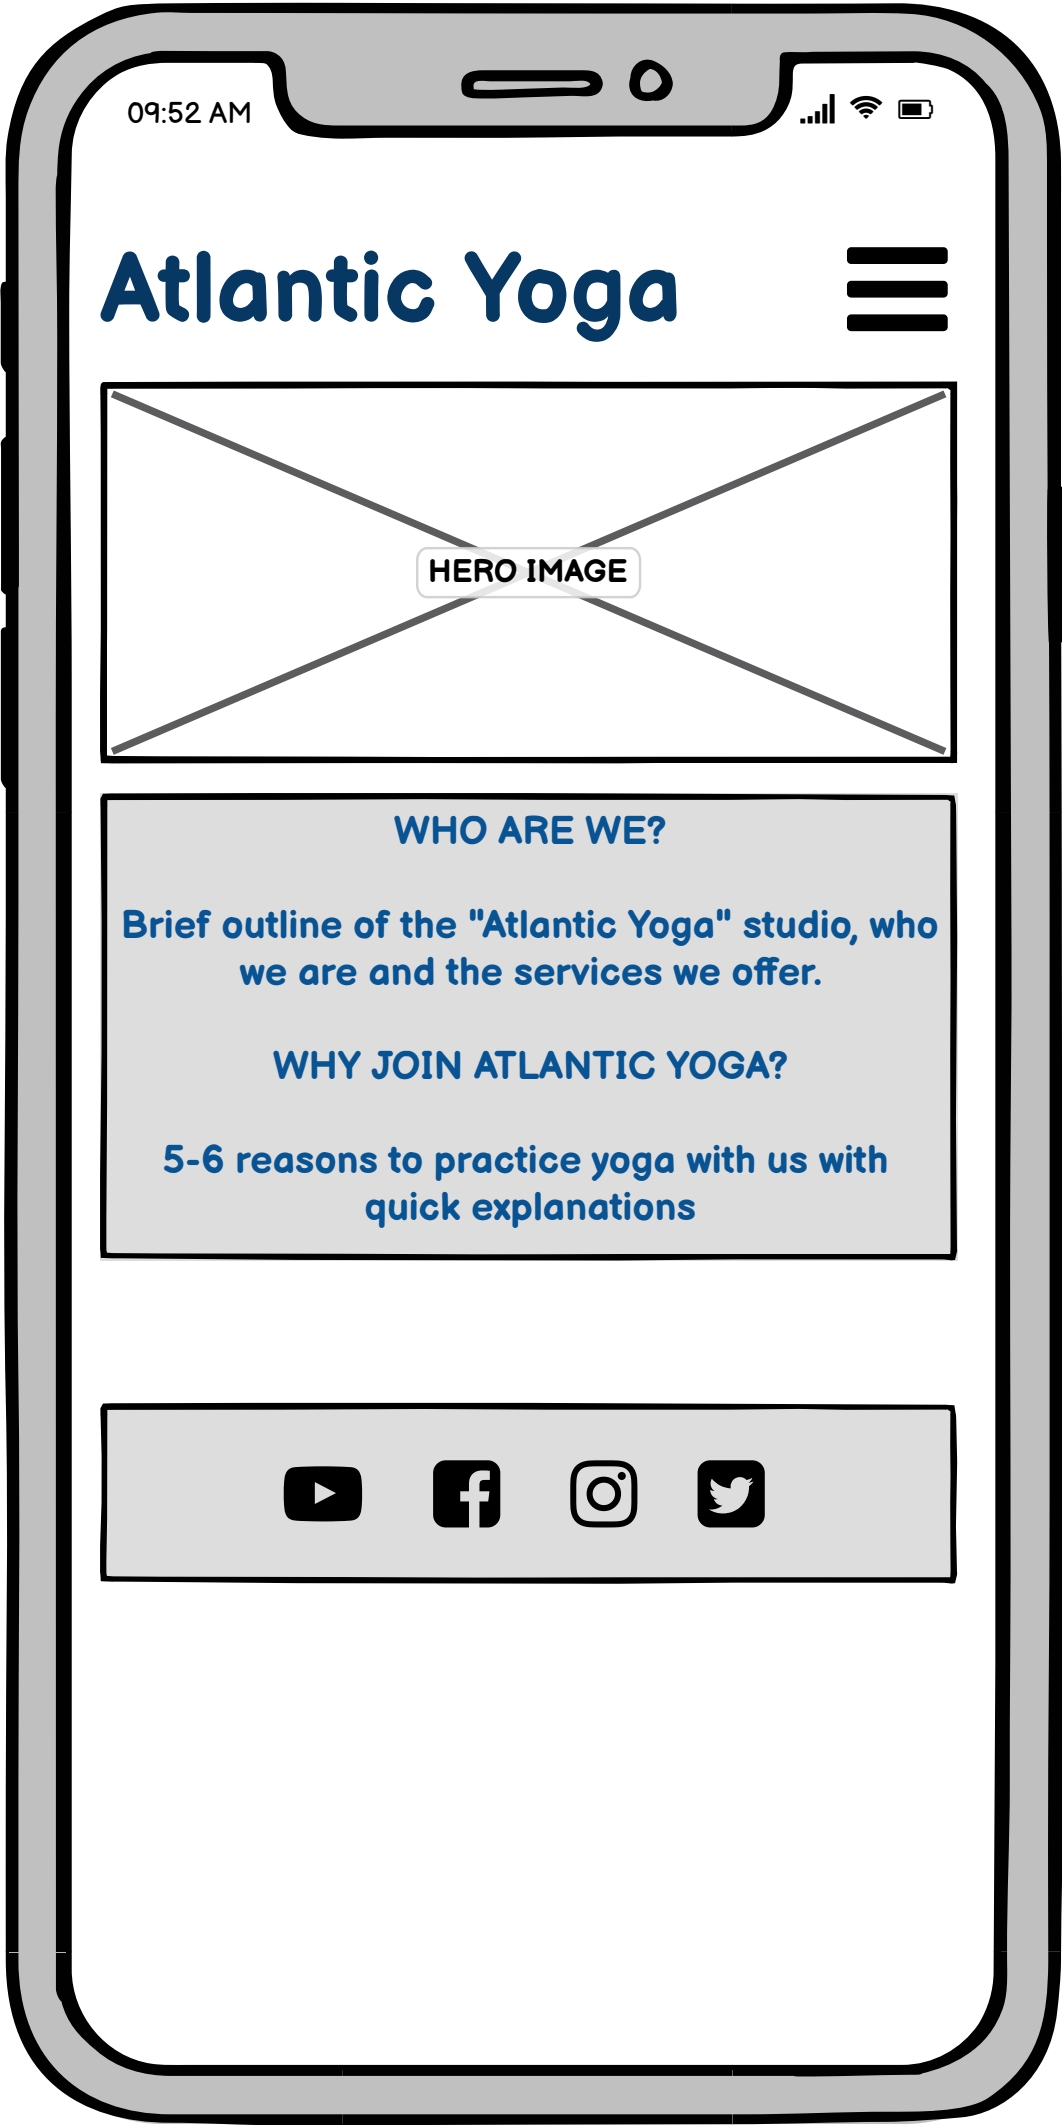 09:52 AM
Atlantic Yoga
HERO IMAGE
WHO ARE WE?
Brief outline of the "Atlantic Yoga" studio, who
we are and the services we offer.
WHY JOIN ATLANTIC YOGA?
5-6 reasons to practice yoga with us with
quick explanations